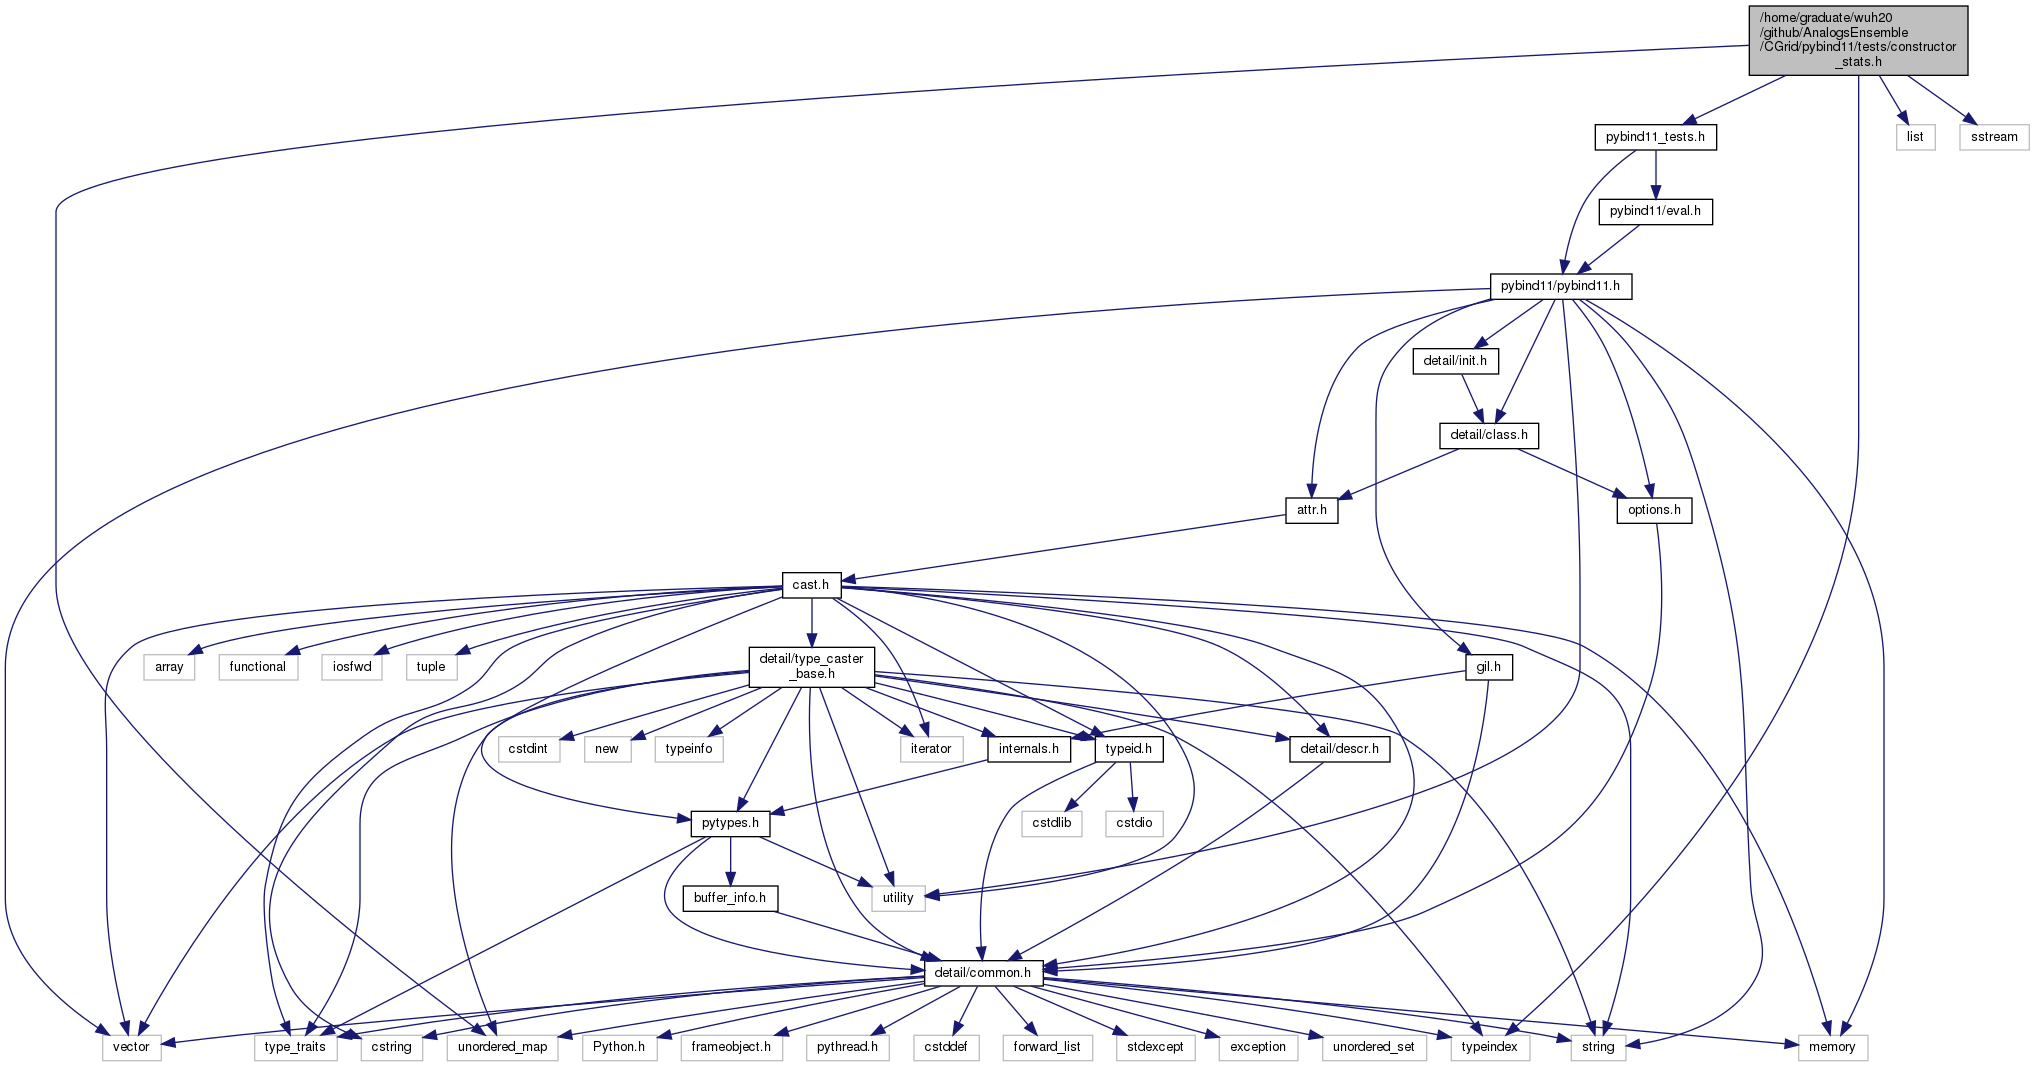 /home/graduate/wuh20
/github/AnalogsEnsemble
/CGrid/pybind11/tests/constructor
_stats.h
pybind11_tests.h
list
sstream
pybind11/eval.h
pybind11/pybind11.h
detail/init.h
detail/class.h
attr.h
options.h
cast.h
array
functional
iosfwd
tuple
detail/type_caster
_base.h
gil.h
cstdint
new
typeinfo
iterator
internals.h
typeid.h
detail/descr.h
pytypes.h
cstdlib
cstdio
buffer_info.h
utility
detail/common.h
vector
type_traits
cstring
unordered_map
Python.h
frameobject.h
pythread.h
cstddef
forward_list
stdexcept
exception
unordered_set
typeindex
string
memory